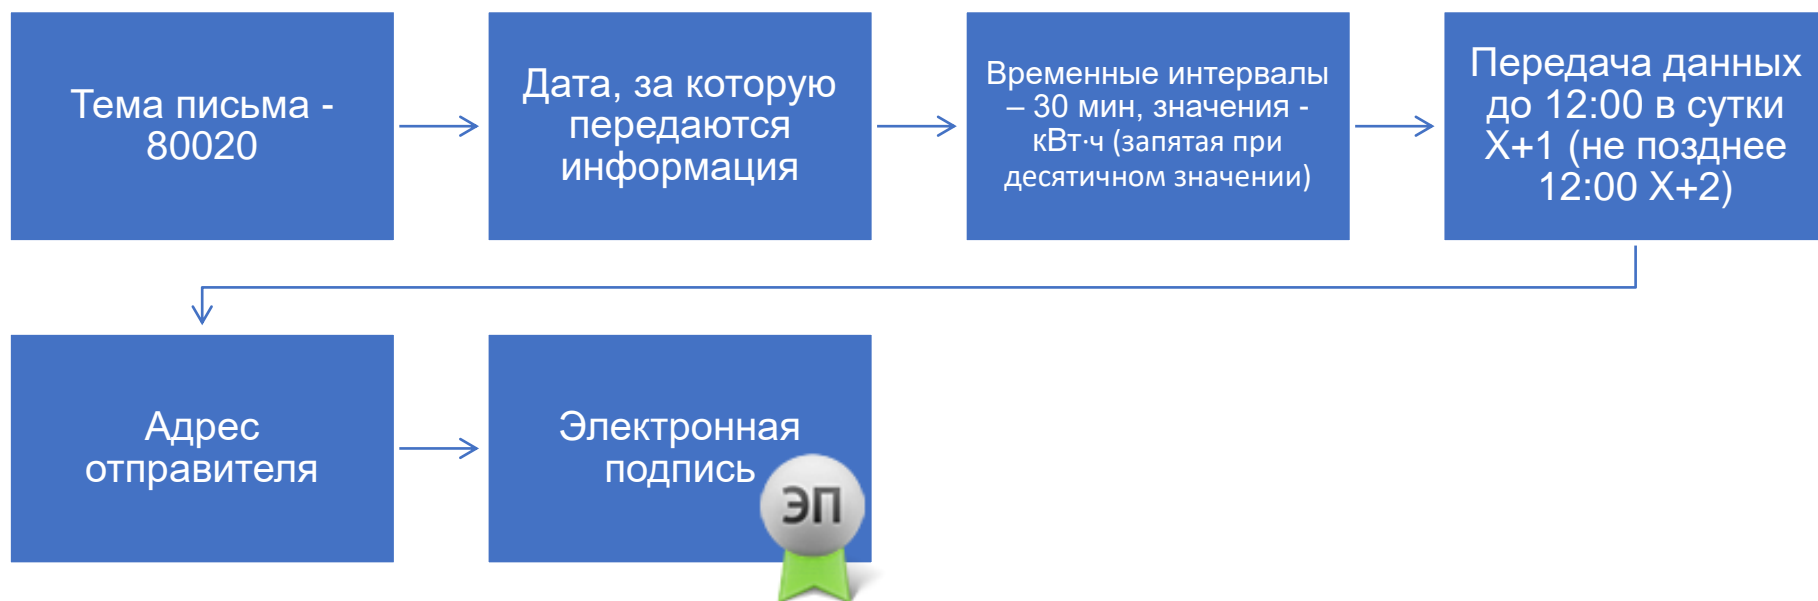 Тема письма -
80020
Дата, за которую
передаются
информация
Временные интервалы
– 30 мин, значения -
кВт·ч (запятая при
десятичном значении)
Передача данных
до 12:00 в сутки
Х+1 (не позднее
12:00 Х+2)
Адрес
отправителя
Электронная
подпись
ЭП